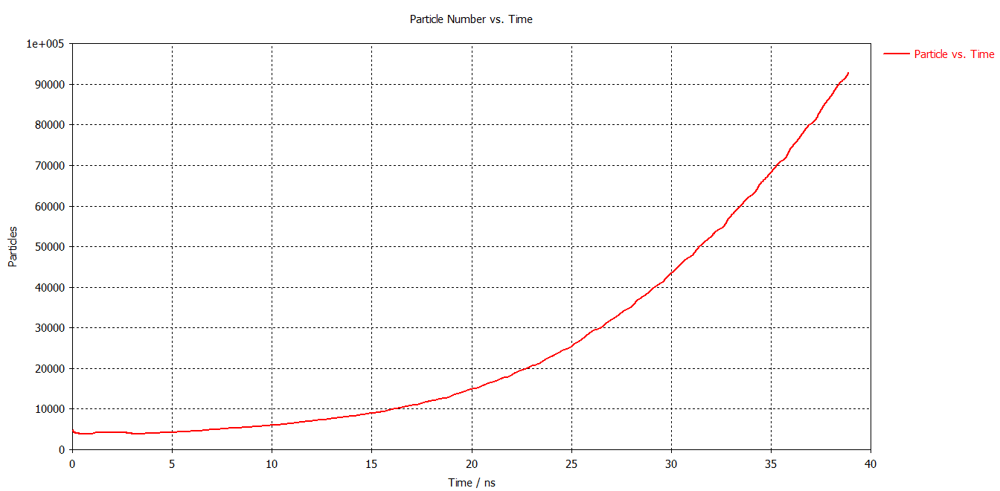 Particle Number vs. Time
Particle vs. Time
1e+005
90000
80000
70000
60000
50000
40000
30000
20000
10000
0
Particles
0 5 10 15 20 25 30 35 40
Time / ns